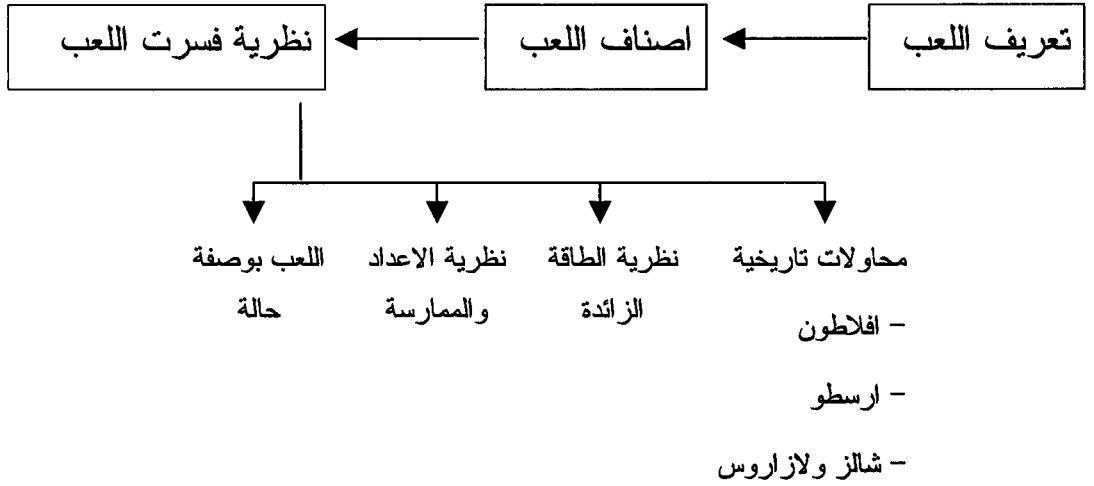 تعريف اللعب
اصناف اللعب
نظرية فسرت اللعب
محاولات تاريخية
– افلاطون
– ارسطو
– شالز ولازاروس
نظرية الطاقة
الزائدة
نظرية الاعداد
والممارسة
اللعب بوصفة
حالة